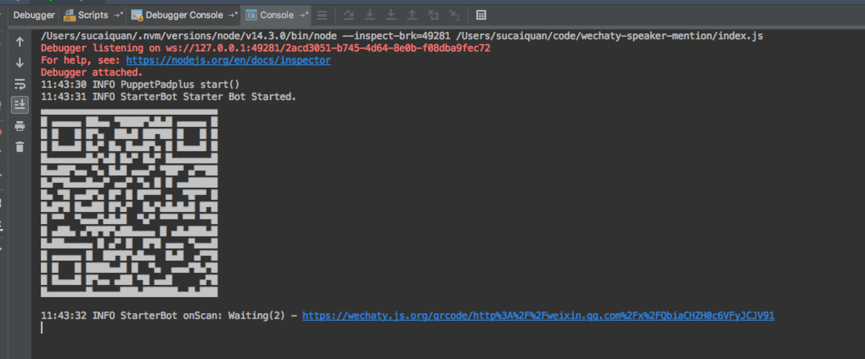 Debugger Scripts Debugger Console Console
/Users/sucaiquan/.nvm/versions/node/v14.3.0/bin/node --inspect-brk=49281 /Users/sucaiquan/code/wechaty-speaker-mention/index.js
Debugger listening on ws://127.0.0.1:49281/2acd3051-b745-4d64-8e0b-f08dba9fec72
For help, see: https://nodejs.org/en/docs/inspector
Debugger attached.
11:43:30 INFO PuppetPadplus start()
11:43:31 INFO StarterBot Starter Bot Started.
11:43:32 INFO StarterBot onScan: Waiting(2) - https://wechaty.js.org/qrcode/http%3A%2F%2Fweixin.qq.com%2Fx%2FQbiaCHZH0c6VFyJCJV91